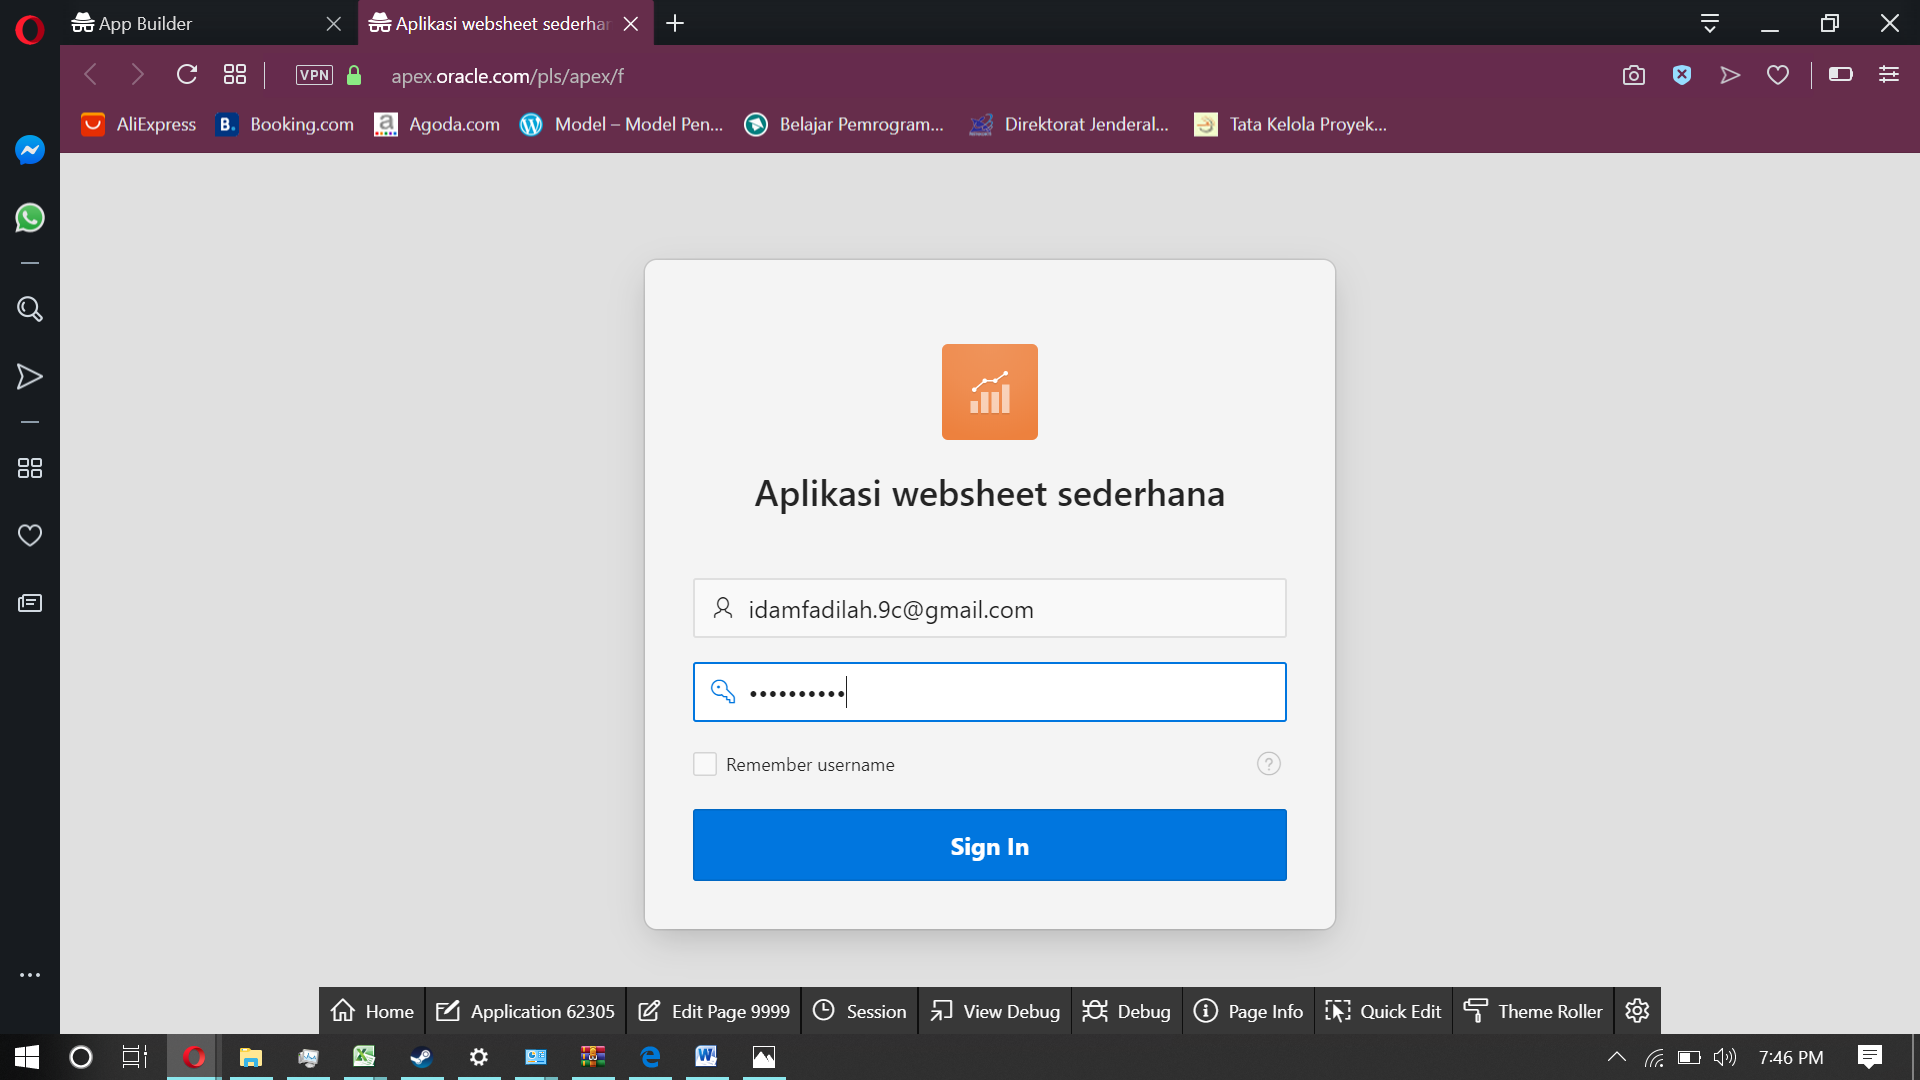 App Builder
Aplikasi websheet sederhar
VPN
apex.oracle.com/pls/apex/f
AliExpress
B. Booking.com
a Agoda.com
Model – Model Pen...
Belajar Pemrogram...
Direktorat Jenderal...
Tata Kelola Proyek...
Aplikasi websheet sederhana
idamfadilah.9c@gmail.com
••••••••••
Remember username
?
Sign In
Home
Application 62305
Edit Page 9999
Session
View Debug
Debug
Page Info
Quick Edit
Theme Roller
7:46 PM